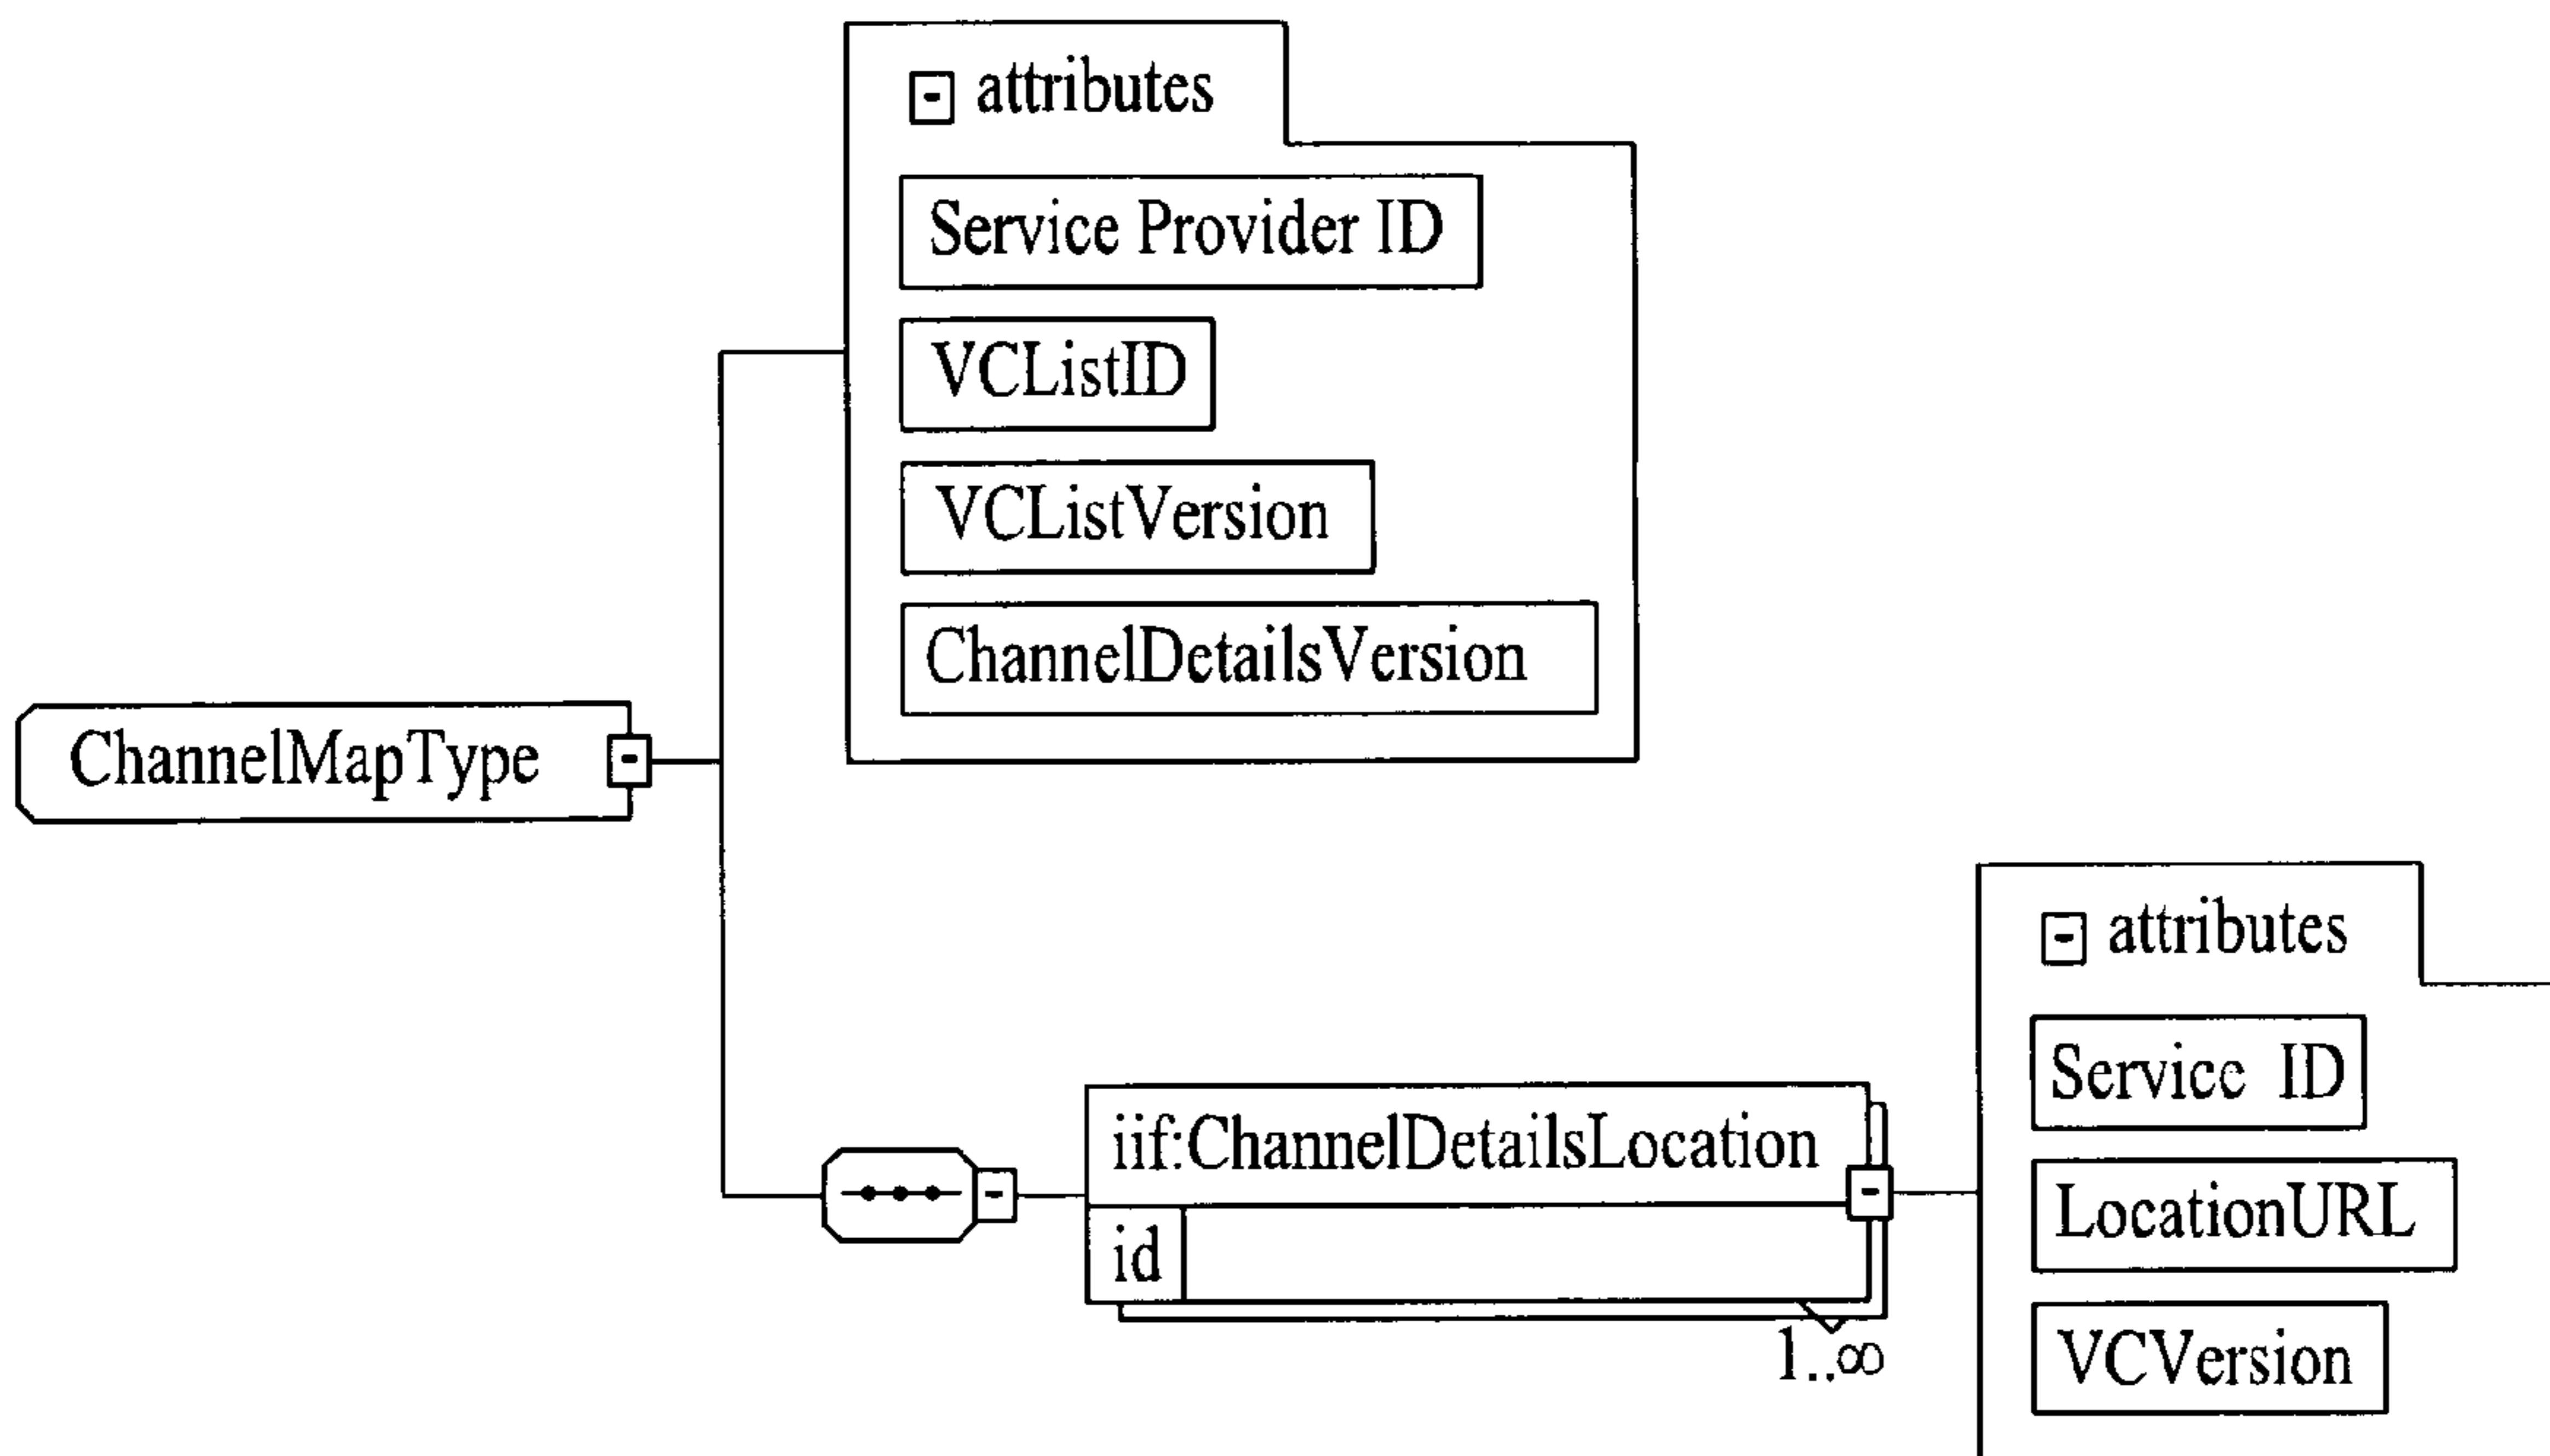 attributes
Service Provider ID
VCListID
VCListVersion
ChannelDetailsVersion
ChannelMapType
attributes
Service ID
iif:ChannelDetailsLocation
LocationURL
id
VCVersion
1..∞